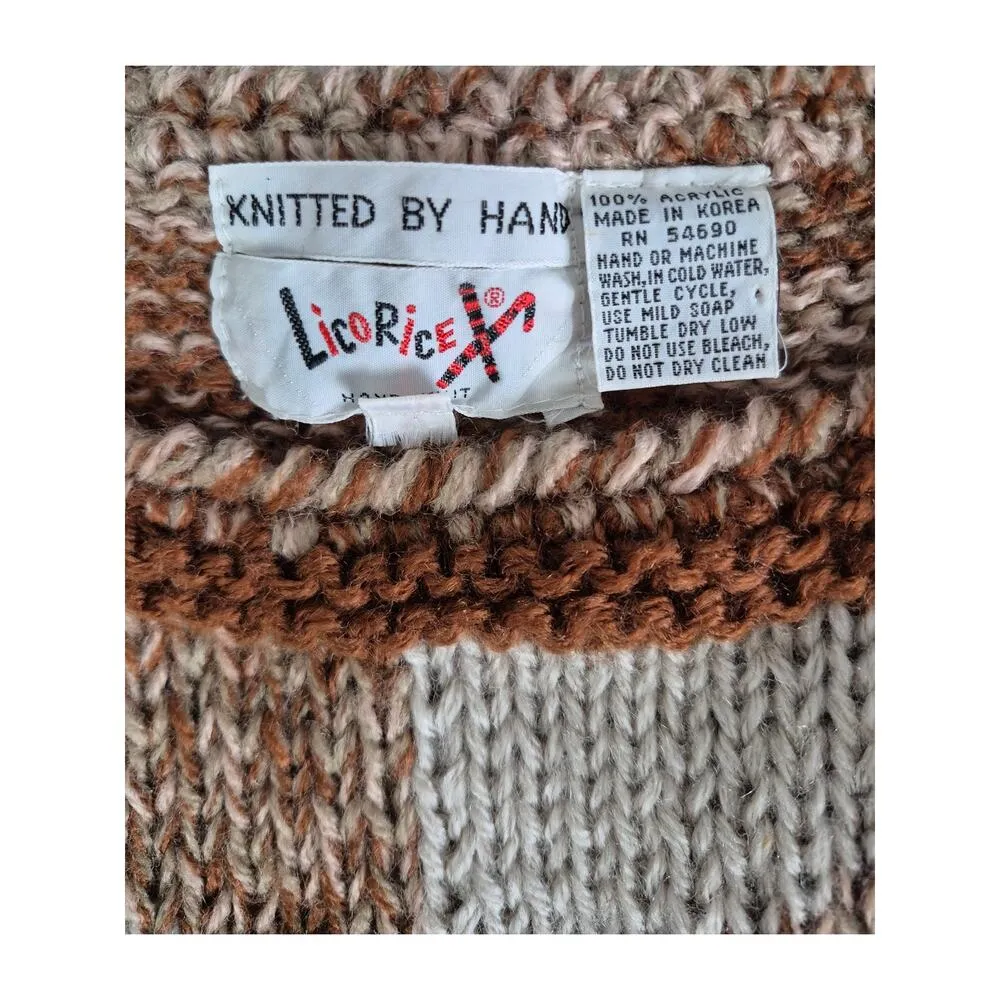 KNITTED BY HAND
LicoRice ®
100% ACRYLIC
MADE IN KOREA
RN 54690
HAND OR MACHINE
WASH, IN COLD WATER,
GENTLE CYCLE,
USE MILD SOAP
TUMBLE DRY LOW
DO NOT USE BLEACH,
DO NOT DRY CLEAN